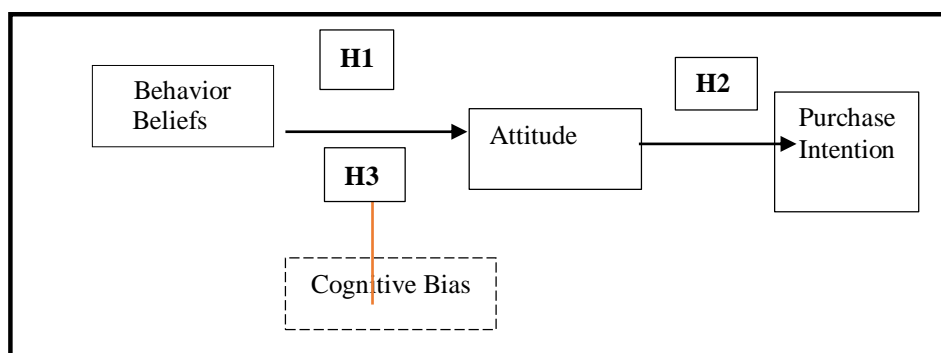 H1
H2
Behavior
Beliefs
Attitude
Purchase
Intention
H3
Cognitive Bias